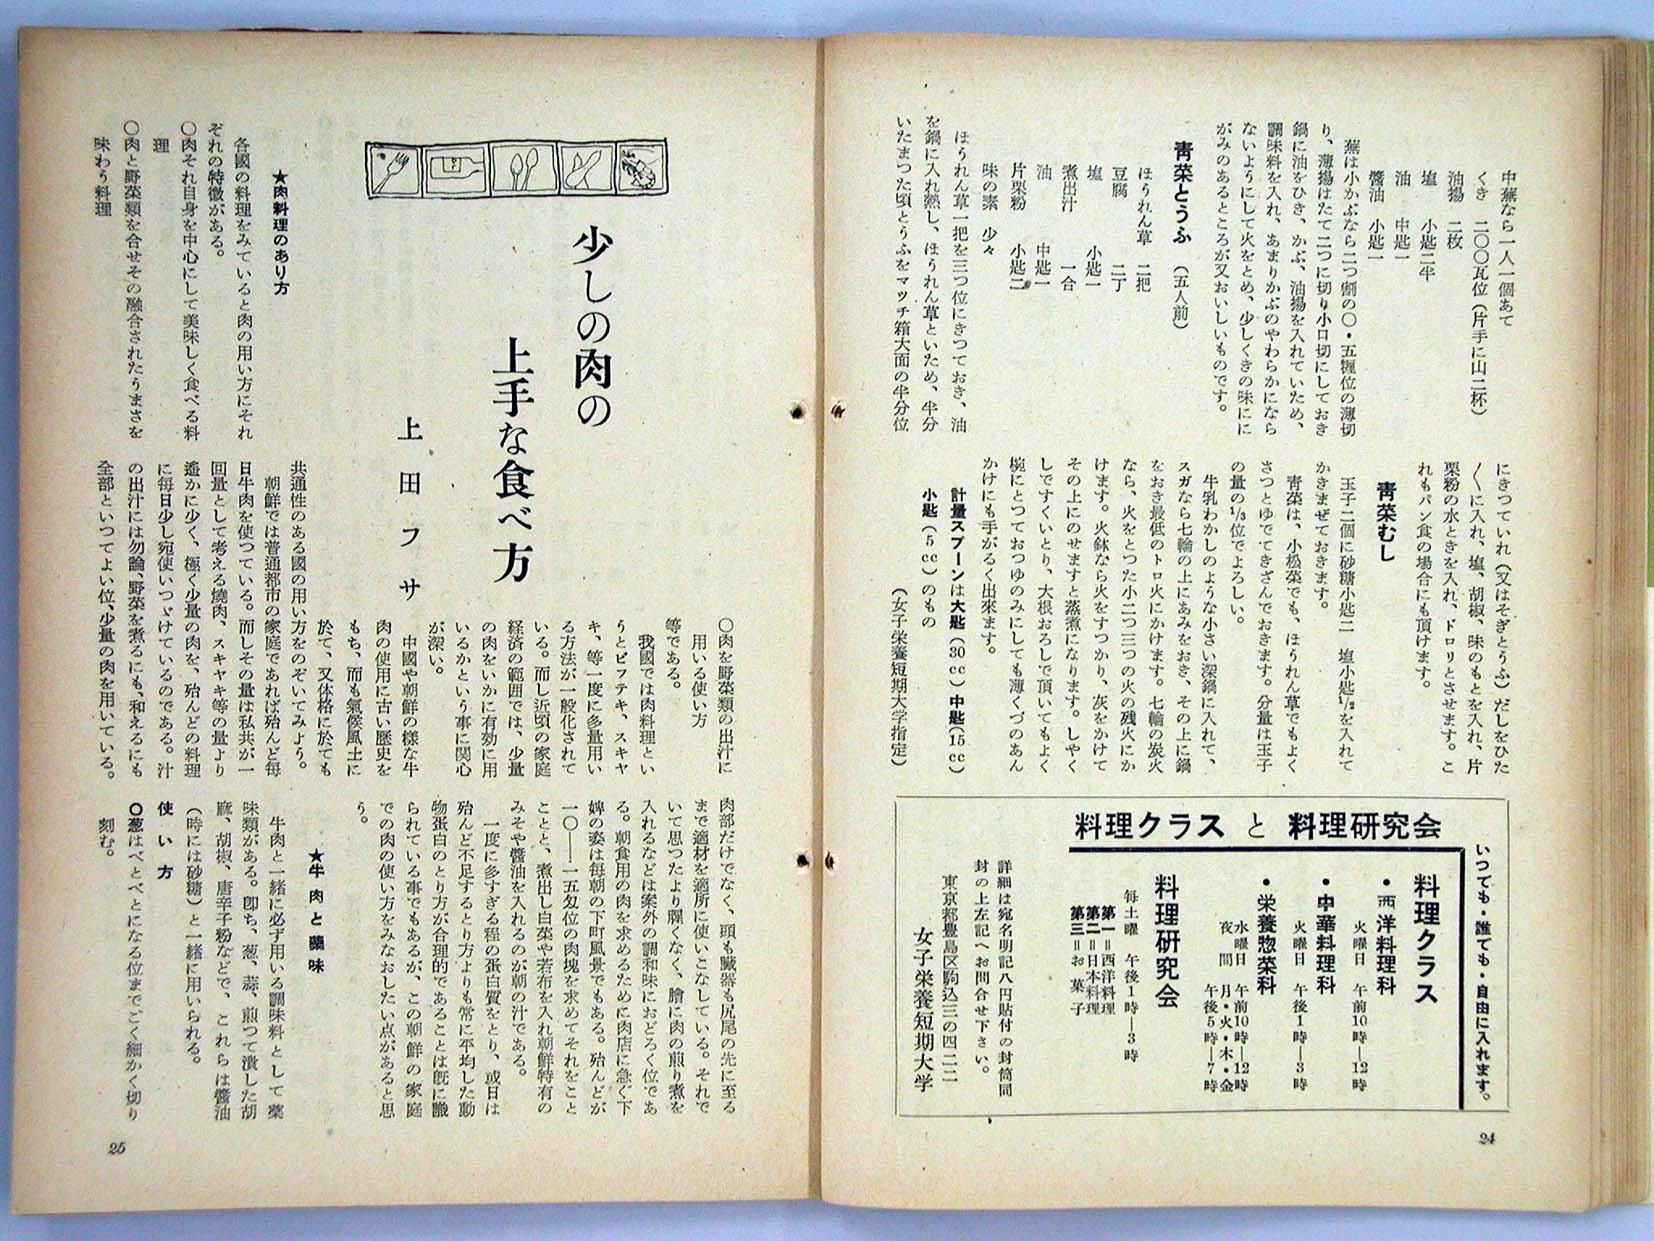 中蕪なら一人一個あて
くき　二〇〇瓦位（片手に山二杯）
油揚　二枚
塩　小匙二半
油　中匙一
醬油　小匙一
蕪は小かぶなら二つ割の〇・五糎位の薄切
り、薄揚はたて二つに切り小口切にしておき
鍋に油をひき、かぶ、油揚を入れていため、
調味料を入れ、あまりかぶのやわらかになら
ないようにして火をとめ、少しくきの味にに
がみのあるところが又おいしいものです。
青菜とうふ　（五人前）
ほうれん草　二把
豆腐　二丁
塩　小匙一
煮出汁　一合
油　中匙一
片栗粉　小匙二
味の素　少々
ほうれん草一把を三つ位にきつておき、油
を鍋に入れ熱し、ほうれん草といため、半分
いたまつた頃とうふをマッチ箱大面の半分位
にきつていれ（又はそぎとうふ）だしをひた
〳〵に入れ、塩、胡椒、味のもとを入れ、片
栗粉の水ときを入れ、ドロリとさせます。こ
れもパン食の場合にも頂けます。
青菜むし
玉子二個に砂糖小匙二　塩小匙½を入れて
かきまぜておきます。
青菜は、小松菜でも、ほうれん草でもよく
さつとゆでてきざんでおきます。分量は玉子
の量の⅓位でよろしい。
牛乳わかしのような小さい深鍋に入れて、
スガなら七輪の上にあみをおき、その上に鍋
をおき最低のトロ火にかけます。七輪の炭火
なら、火をとつた小二つ三つの火の残火にか
けます。火鉢なら火をすつかり、灰をかけて
その上にのせますと蒸煮になります。しやく
しですくいとり、大根おろしで頂いてもよく
椀にとつておつゆのみにしても薄くづのあん
かけにも手がるく出來ます。
計量スプーンは大匙（30cc）中匙（15cc）
小匙（5cc）のもの
（女子栄養短期大学指定）
いつでも・誰でも・自由に入れます。
料理クラス と 料理研究会
料理クラス
・西洋料理科
火曜日　午前10時―12時
・中華料理科
火曜日　午後1時―3時
・栄養惣菜科
水曜日　午前10時―12時
夜間　月・火・木・金
午後5時―7時
料理研究会
毎土曜　午後1時―3時
第一＝西洋料理
第二＝日本料理
第三＝お菓子
詳細は宛名明記八円貼付の封筒同
封の上左記へお問合せ下さい。
東京都豊島区駒込三の四二二
女子栄養短期大学
24
少しの肉の
上手な食べ方
上田フサ
★肉料理のあり方
各國の料理をみていると肉の用い方にそれ
ぞれの特徴がある。
〇肉それ自身を中心にして美味しく食べる料
理
〇肉と野菜類を合せその融合されたうまさを
味わう料理
〇肉を野菜類の出汁に
用いる使い方
等である。
我國では肉料理とい
うとビフテキ、スキヤ
キ、等一度に多量用い
る方法が一般化されて
いる。而し近頃の家庭
経済の範囲では、少量
の肉をいかに有効に用
いるかという事に関心
が深い。
中國や朝鮮の様な牛
肉の使用に古い歴史を
もち、而も氣候風土に
於て、又体格に於ても
共通性のある國の用い方をのぞいてみよう。
朝鮮では普通都市の家庭であれば殆んど毎
日牛肉を使つている。而しその量は私共が一
回量として考える燒肉、スキヤキ等の量より
遙かに少く、極く少量の肉を、殆んどの料理
に毎日少し宛使いつゞけているのである。汁
の出汁には勿論、野菜を煮るにも、和えるにも
全部といつてよい位、少量の肉を用いている。
肉部だけでなく、頭も臓器も尻尾の先に至る
まで適材を適所に使いこなしている。それで
いて思つたより腥くなく、膾に肉の煎り煮を
入れるなどは案外の調和味におどろく位であ
る。朝食用の肉を求めるために肉店に急ぐ下
婢の姿は毎朝の下町風景でもある。殆んどが
一〇―一五匁位の肉塊を求めてそれをこと
ことと、煮出し白菜や若布を入れ朝鮮特有の
みそや醬油を入れるのが朝の汁である。
一度に多すぎる程の蛋白質をとり、或日は
殆んど不足するとり方よりも常に平均した動
物蛋白のとり方が合理的であることは既に識
られている事でもあるが、この朝鮮の家庭
での肉の使い方をみなおしたい点があると思
う。
★牛肉と藥味
牛肉と一緒に必ず用いる調味料として藥
味類がある。卽ち、葱、蒜、煎つて潰した胡
麻、胡椒、唐辛子粉などで、これらは醬油
（時には砂糖）と一緒に用いられる。
使い方
〇葱はべとべとになる位までごく細かく切り
刻む。
25